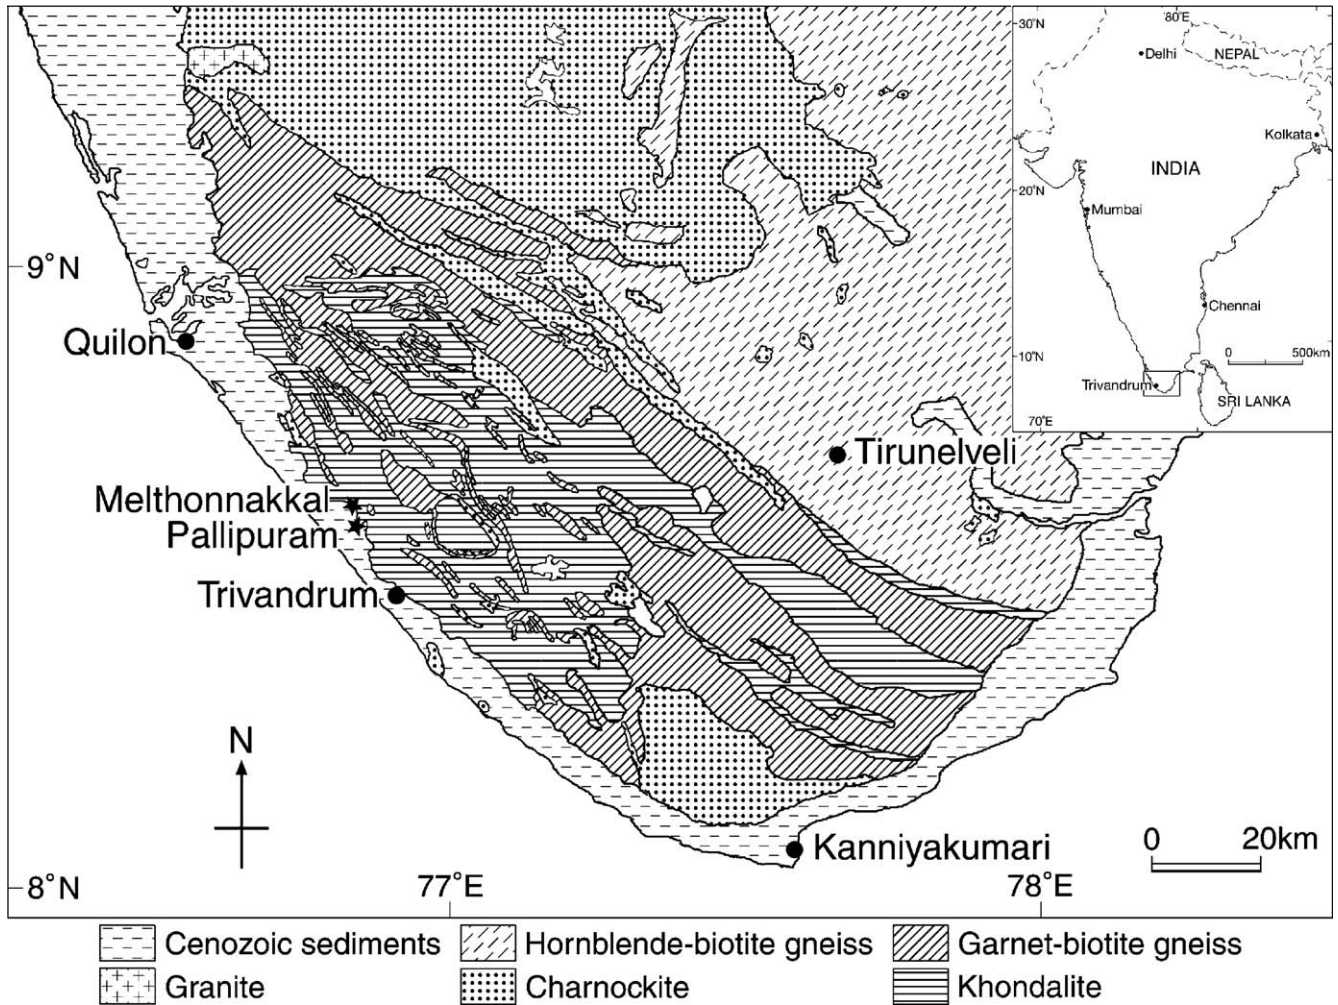 30°N
80°E
Delhi
NEPAL
Kolkata
INDIA
20°N
Mumbai
Chennai
0 500km
10°N
Trivandrum
SRI LANKA
70°E
9°N
Quilon
Tirunelveli
Melthonnakkal
Pallipuram
Trivandrum
N
Kanniyakumari
0 20km
8°N
77°E
78°E
Cenozoic sediments
Hornblende-biotite gneiss
Garnet-biotite gneiss
Granite
Charnockite
Khondalite